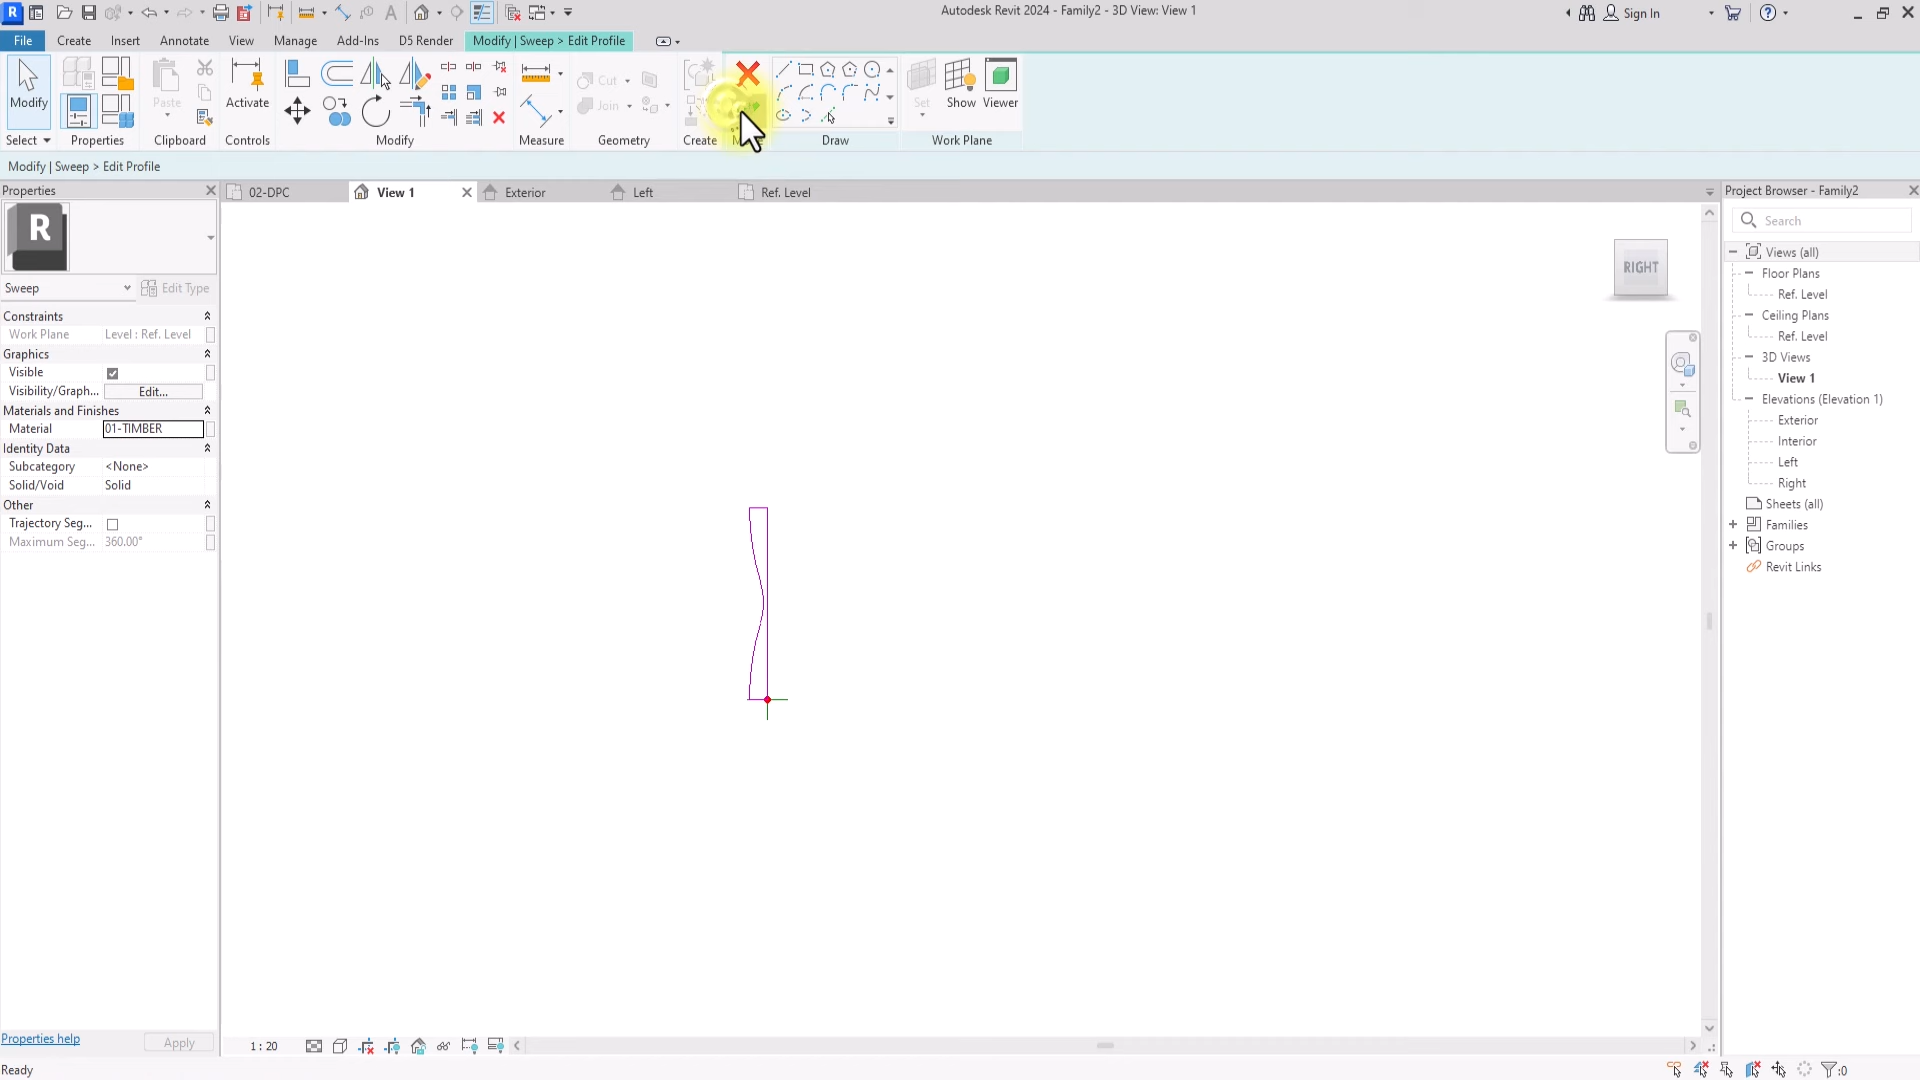 Autodesk Revit 2024 - Family2 - 3D View: View 1
Sign In
File
Create
Insert
Annotate
View
Manage
Add-Ins
D5 Render
Modify | Sweep > Edit Profile
Modify
Paste
Activate
Cut
Join
Set
Show
Viewer
Select
Properties
Clipboard
Controls
Modify
Measure
Geometry
Create
Draw
Work Plane
Modify | Sweep > Edit Profile
Properties
R
Sweep
Edit Type
Constraints
Work Plane Level : Ref. Level
Graphics
Visible
Visibility/Graph... Edit...
Materials and Finishes
Material 01-TIMBER
Identity Data
Subcategory <None>
Solid/Void Solid
Other
Trajectory Seg...
Maximum Seg... 360.00°
Properties help
Apply
02-DPC
View 1
Exterior
Left
Ref. Level
RIGHT
Project Browser - Family2
Search
Views (all)
Floor Plans
Ref. Level
Ceiling Plans
Ref. Level
3D Views
View 1
Elevations (Elevation 1)
Exterior
Interior
Left
Right
Sheets (all)
Families
Groups
Revit Links
1 : 20
Ready
:0